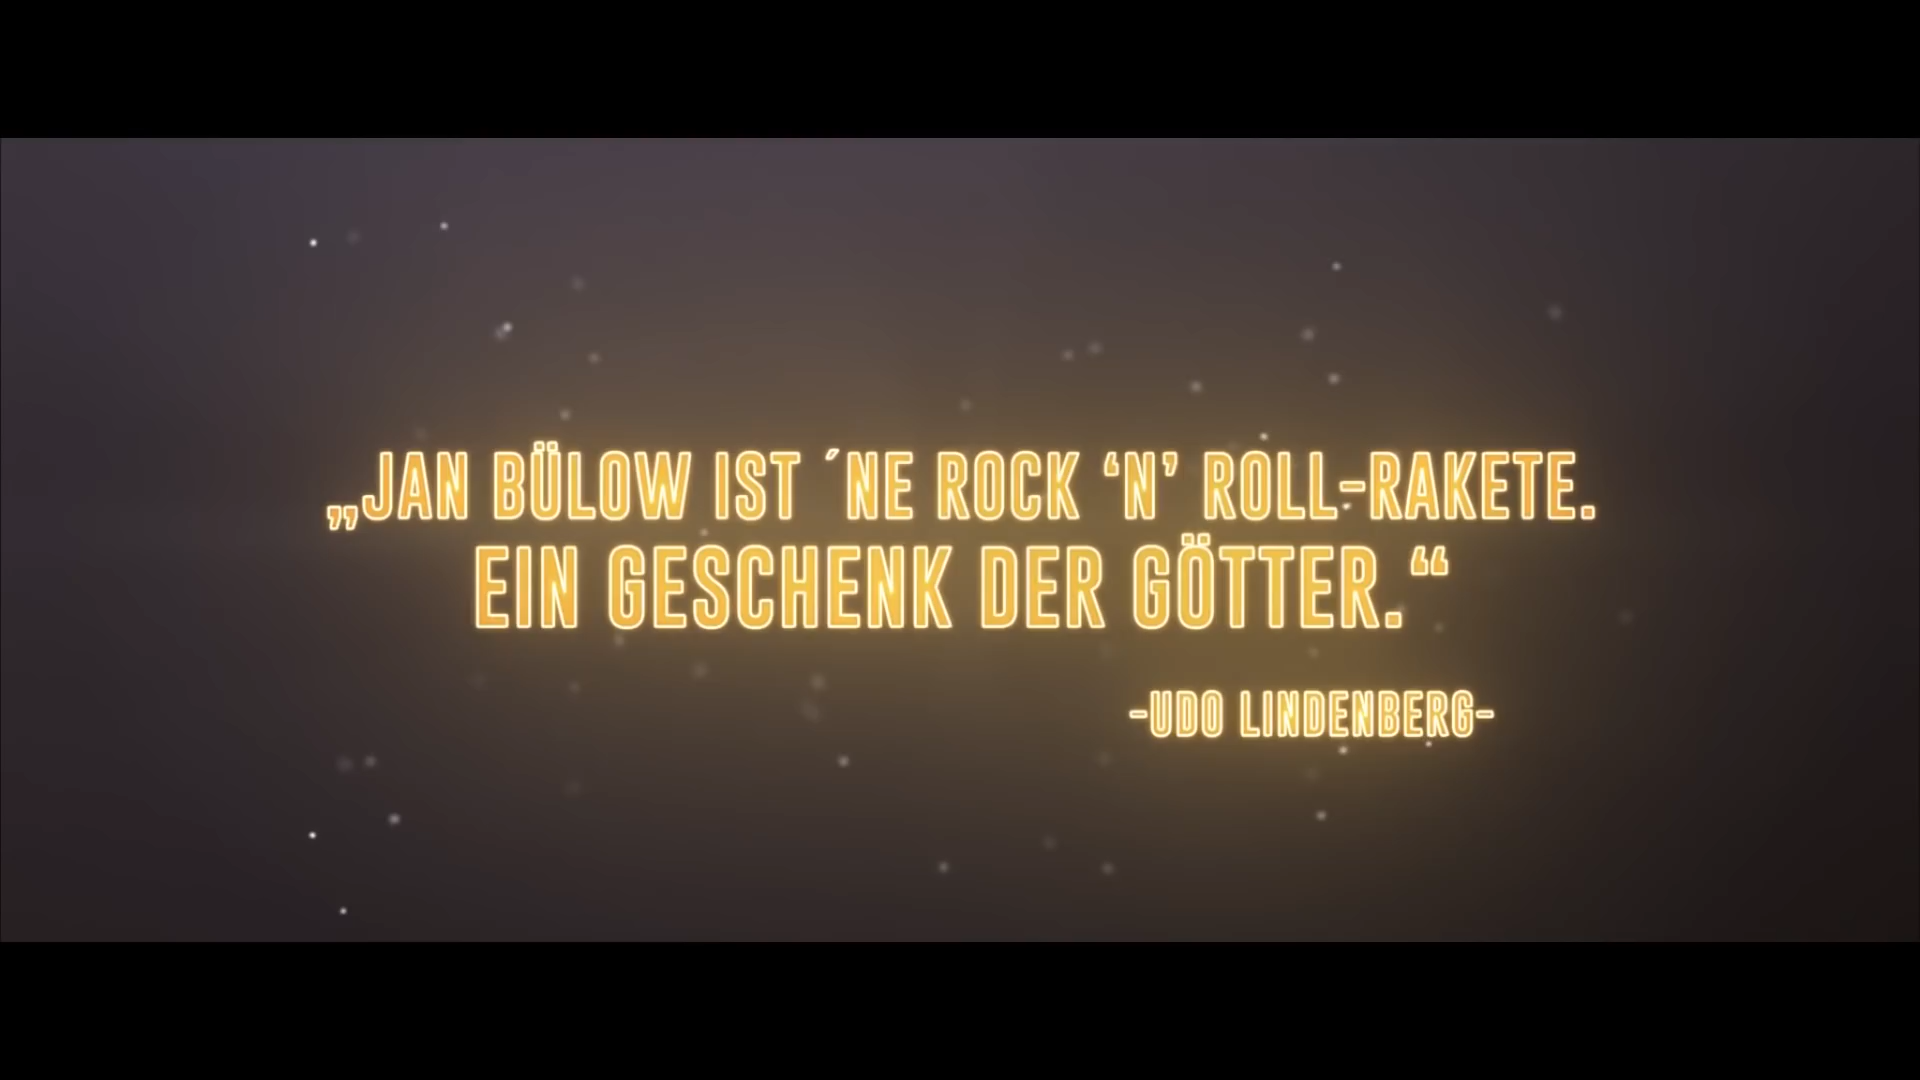 „JAN BÜLOW IST ´NE ROCK ‘N’ ROLL-RAKETE.
EIN GESCHENK DER GÖTTER.“
-UDO LINDENBERG-